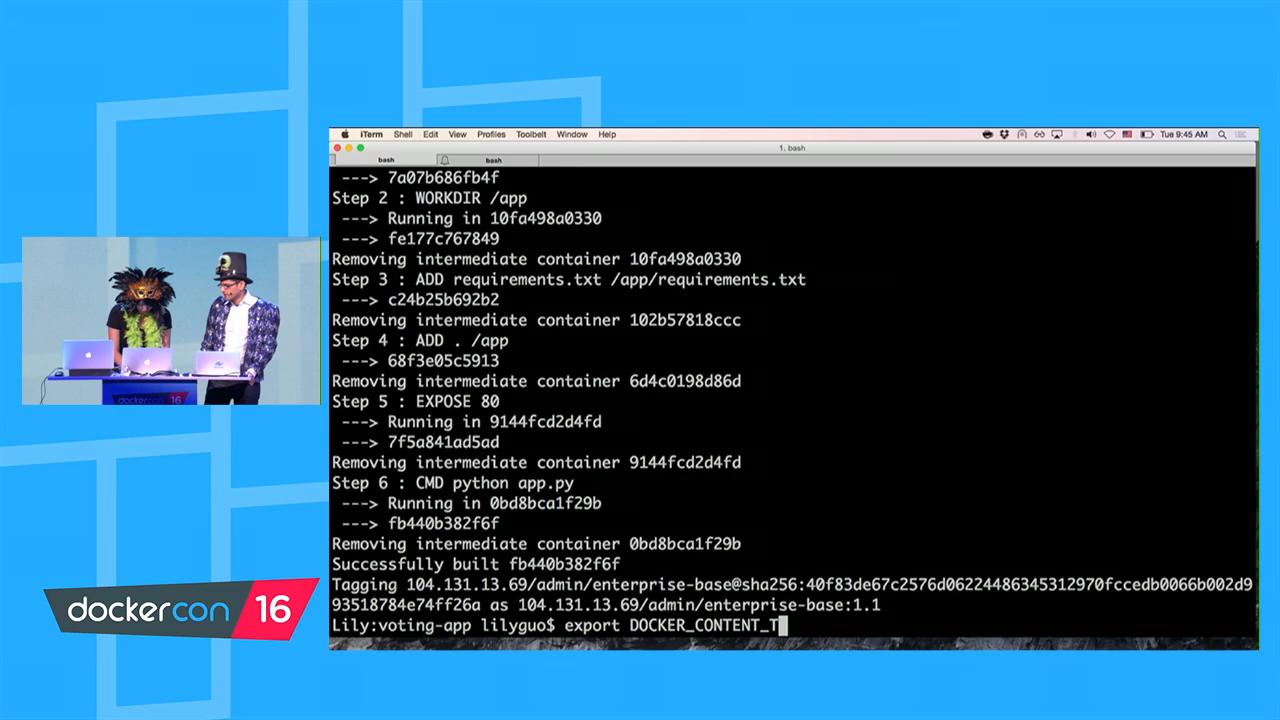 iTerm Shell Edit View Profiles Toolbelt Window Help Tue 9:45 AM
1. bash
bash bash
---> 7a07b686fb4f
Step 2 : WORKDIR /app
---> Running in 10fa498a0330
---> fe177c767849
Removing intermediate container 10fa498a0330
Step 3 : ADD requirements.txt /app/requirements.txt
---> c24b25b692b2
Removing intermediate container 102b57818ccc
Step 4 : ADD . /app
---> 68f3e05c5913
Removing intermediate container 6d4c0198d86d
Step 5 : EXPOSE 80
---> Running in 9144fcd2d4fd
---> 7f5a841ad5ad
Removing intermediate container 9144fcd2d4fd
Step 6 : CMD python app.py
---> Running in 0bd8bca1f29b
---> fb440b382f6f
Removing intermediate container 0bd8bca1f29b
Successfully built fb440b382f6f
Tagging 104.131.13.69/admin/enterprise-base@sha256:40f83de67c2576d06224486345312970fccedb0066b002d9
93518784e74ff26a as 104.131.13.69/admin/enterprise-base:1.1
Lily:voting-app lilyguo$ export DOCKER_CONTENT_T
dockercon 16
dockercon 16